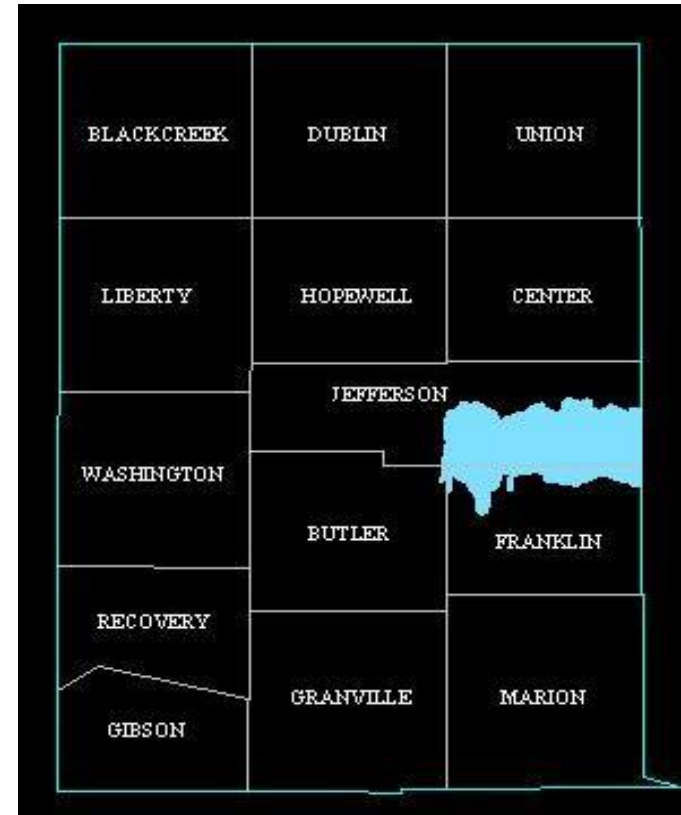 BLACKCREEK
DUBLIN
UNION
LIBERTY
HOPEWELL
CENTER
JEFFERSON
WASHINGTON
BUTLER
FRANKLIN
RECOVERY
GRANVILLE
MARION
GIBSON